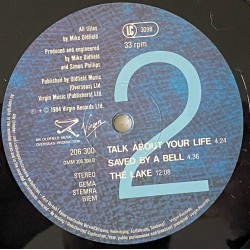 All titles
by Mike Oldfield
Produced and engineered
by Mike Oldfield
and Simon Phillips
Published by Oldfield Music
(Overseas) Ltd
Virgin Music (Publishers) Ltd.
℗ + © 1984 Virgin Records Ltd.
LC 3098
33 rpm
2
Virgin
206 300
STEREO
GEMA
STEMRA
BIEM
TALK ABOUT YOUR LIFE 4:24
SAVED BY A BELL 4:36
THE LAKE 12:08